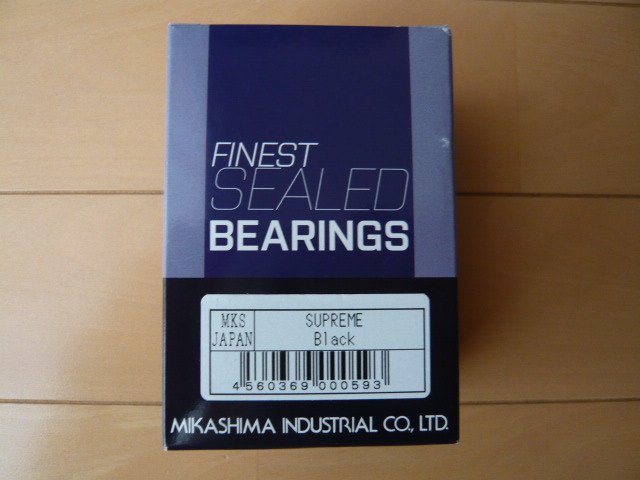 FINEST
SEALED
BEARINGS
MKS JAPAN
SUPREME
Black
4 560369 000593
MIKASHIMA INDUSTRIAL CO., LTD.